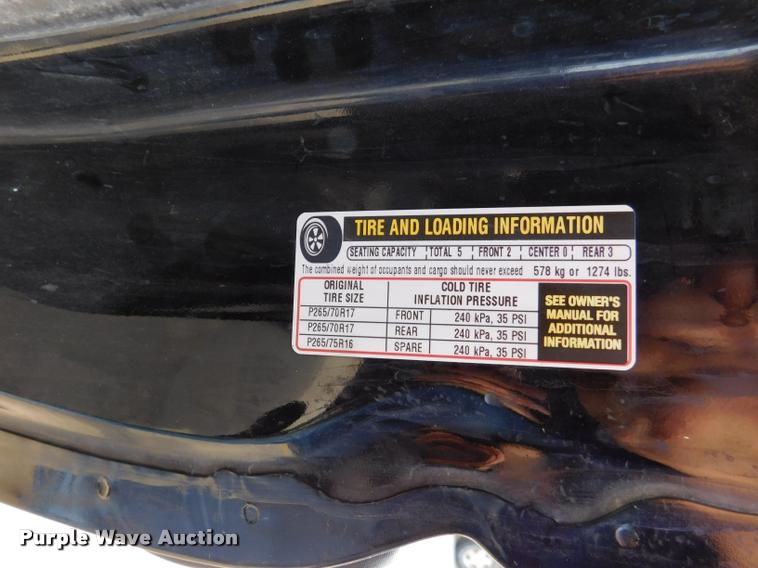 TIRE AND LOADING INFORMATION
SEATING CAPACITY TOTAL 5 FRONT 2 CENTER 0 REAR 3
The combined weight of occupants and cargo should never exceed 578 kg or 1274 lbs.
ORIGINAL TIRE SIZE
COLD TIRE INFLATION PRESSURE
P265/70R17 FRONT 240 kPa, 35 PSI
P265/70R17 REAR 240 kPa, 35 PSI
P265/75R16 SPARE 240 kPa, 35 PSI
SEE OWNER'S
MANUAL FOR
ADDITIONAL
INFORMATION
Purple Wave Auction
www.purplewave.com